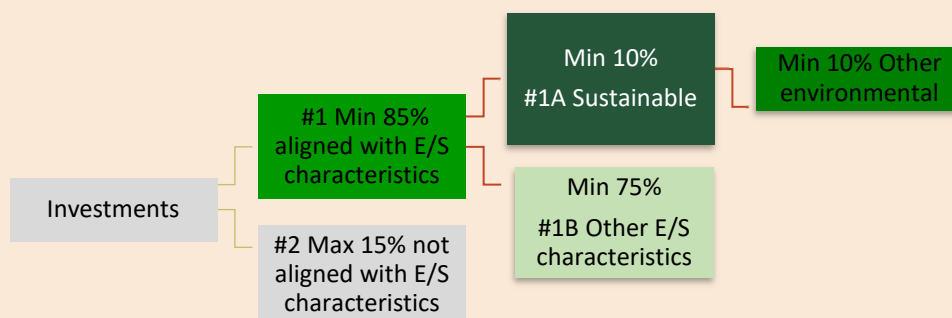 Investments
#1 Min 85%
aligned with E/S
characteristics
#2 Max 15% not
aligned with E/S
characteristics
Min 10%
#1A Sustainable
Min 75%
#1B Other E/S
characteristics
Min 10% Other
environmental